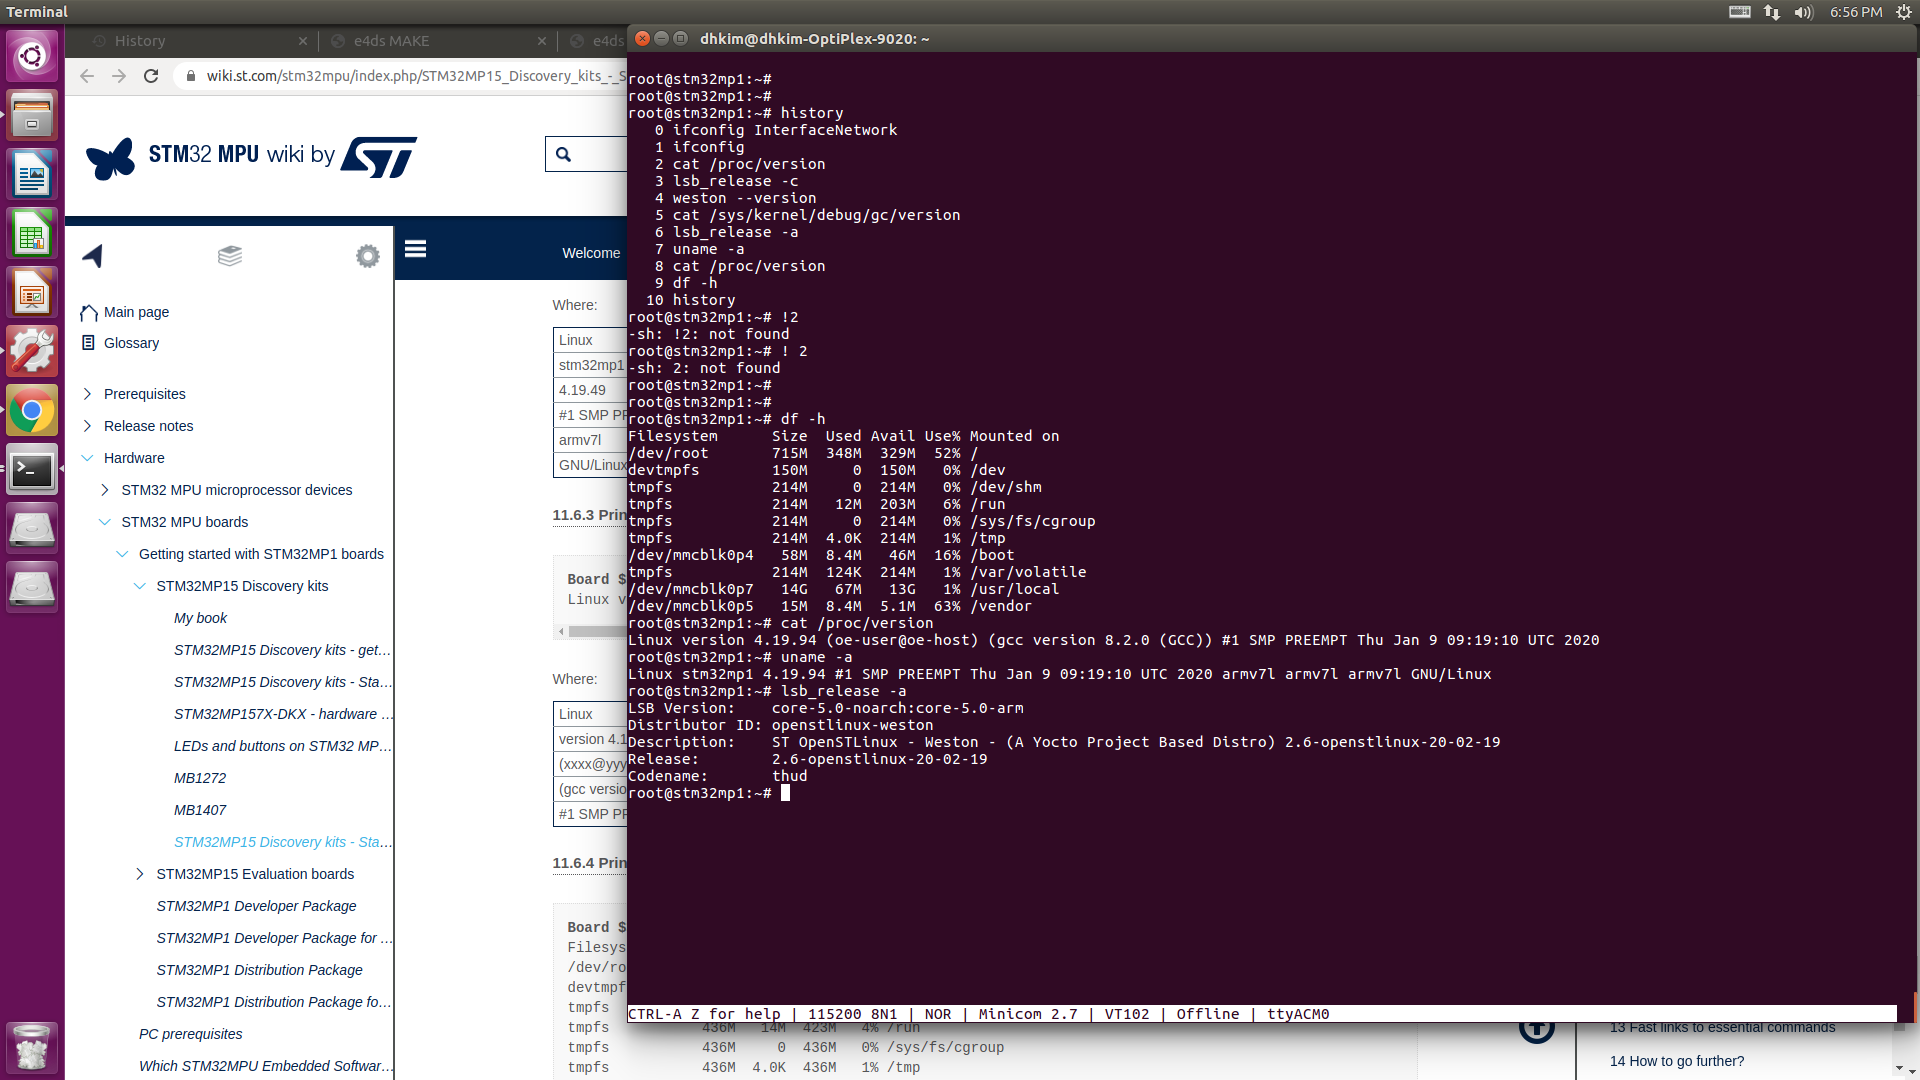 Terminal
6:56 PM
History
e4ds MAKE
e4ds
dhkim@dhkim-OptiPlex-9020: ~
wiki.st.com/stm32mpu/index.php/STM32MP15_Discovery_kits_-_S
STM32 MPU wiki by ST
Welcome
Main page
Glossary
Prerequisites
Release notes
Hardware
STM32 MPU microprocessor devices
STM32 MPU boards
Getting started with STM32MP1 boards
STM32MP15 Discovery kits
My book
STM32MP15 Discovery kits - get…
STM32MP15 Discovery kits - Sta…
STM32MP157X-DKX - hardware …
LEDs and buttons on STM32 MP…
MB1272
MB1407
STM32MP15 Discovery kits - Sta…
STM32MP15 Evaluation boards
STM32MP1 Developer Package
STM32MP1 Developer Package for …
STM32MP1 Distribution Package
STM32MP1 Distribution Package fo…
PC prerequisites
Which STM32MPU Embedded Softwar…
Where:
Linux
stm32mp1
4.19.49
#1 SMP PR
armv7l
GNU/Linux
11.6.3 Prin
Board $
Linux v
Where:
Linux
version 4.1
(xxxx@yyy
(gcc versio
#1 SMP PR
11.6.4 Prin
Board $
Filesys
/dev/ro
devtmpf
tmpfs
tmpfs 436M 14M 423M 4% /run
tmpfs 436M 0 436M 0% /sys/fs/cgroup
tmpfs 436M 4.0K 436M 1% /tmp
13 Fast links to essential commands
14 How to go further?
root@stm32mp1:~#
root@stm32mp1:~#
root@stm32mp1:~# history
0 ifconfig InterfaceNetwork
1 ifconfig
2 cat /proc/version
3 lsb_release -c
4 weston --version
5 cat /sys/kernel/debug/gc/version
6 lsb_release -a
7 uname -a
8 cat /proc/version
9 df -h
10 history
root@stm32mp1:~# !2
-sh: !2: not found
root@stm32mp1:~# ! 2
-sh: 2: not found
root@stm32mp1:~#
root@stm32mp1:~#
root@stm32mp1:~# df -h
Filesystem Size Used Avail Use% Mounted on
/dev/root 715M 348M 329M 52% /
devtmpfs 150M 0 150M 0% /dev
tmpfs 214M 0 214M 0% /dev/shm
tmpfs 214M 12M 203M 6% /run
tmpfs 214M 0 214M 0% /sys/fs/cgroup
tmpfs 214M 4.0K 214M 1% /tmp
/dev/mmcblk0p4 58M 8.4M 46M 16% /boot
tmpfs 214M 124K 214M 1% /var/volatile
/dev/mmcblk0p7 14G 67M 13G 1% /usr/local
/dev/mmcblk0p5 15M 8.4M 5.1M 63% /vendor
root@stm32mp1:~# cat /proc/version
Linux version 4.19.94 (oe-user@oe-host) (gcc version 8.2.0 (GCC)) #1 SMP PREEMPT Thu Jan 9 09:19:10 UTC 2020
root@stm32mp1:~# uname -a
Linux stm32mp1 4.19.94 #1 SMP PREEMPT Thu Jan 9 09:19:10 UTC 2020 armv7l armv7l armv7l GNU/Linux
root@stm32mp1:~# lsb_release -a
LSB Version: core-5.0-noarch:core-5.0-arm
Distributor ID: openstlinux-weston
Description: ST OpenSTLinux - Weston - (A Yocto Project Based Distro) 2.6-openstlinux-20-02-19
Release: 2.6-openstlinux-20-02-19
Codename: thud
root@stm32mp1:~#
CTRL-A Z for help | 115200 8N1 | NOR | Minicom 2.7 | VT102 | Offline | ttyACM0